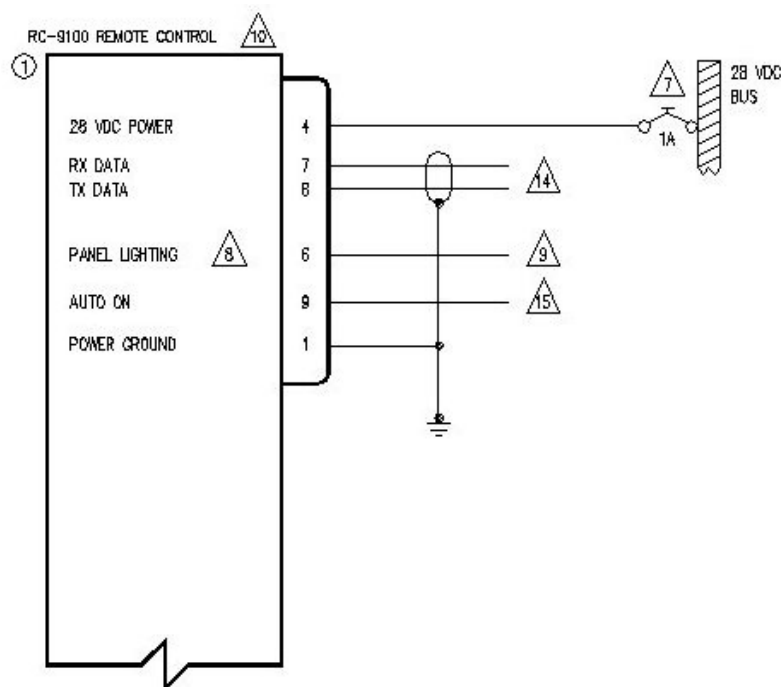 RC-9100 REMOTE CONTROL 10
1
7
28 VDC
BUS
28 VDC POWER 4
1A
RX DATA 7
TX DATA 8
14
PANEL LIGHTING 8 6 9
AUTO ON 9 15
POWER GROUND 1